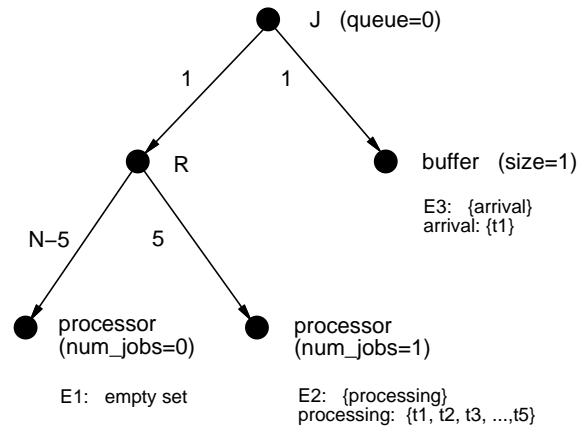 J (queue=0)
1 1
R
buffer (size=1)
E3: {arrival}
arrival: {t1}
N−5 5
processor
(num_jobs=0)
processor
(num_jobs=1)
E1: empty set
E2: {processing}
processing: {t1, t2, t3, ...,t5}